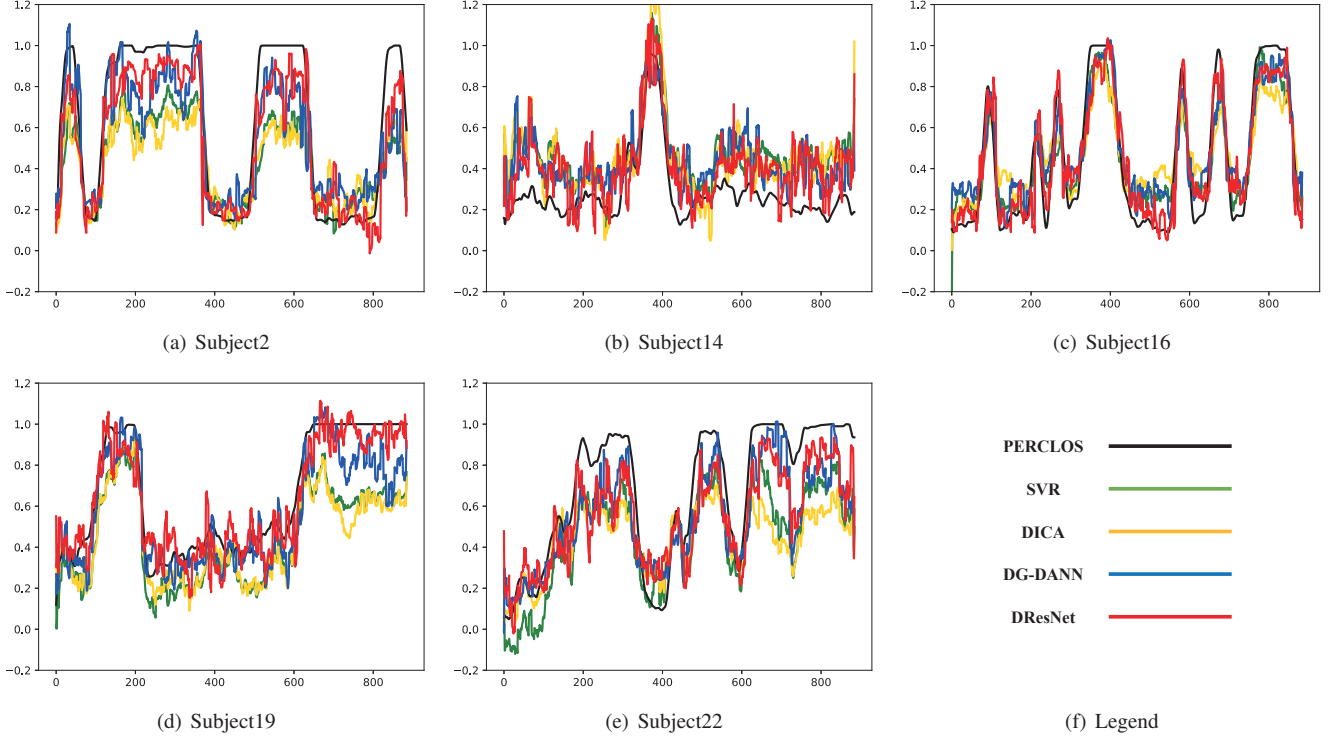 1.2
1.0
0.8
0.6
0.4
0.2
0.0
−0.2
0 200 400 600 800
(a) Subject2
1.2
1.0
0.8
0.6
0.4
0.2
0.0
−0.2
0 200 400 600 800
(b) Subject14
1.2
1.0
0.8
0.6
0.4
0.2
0.0
−0.2
0 200 400 600 800
(c) Subject16
1.2
1.0
0.8
0.6
0.4
0.2
0.0
−0.2
0 200 400 600 800
(d) Subject19
1.2
1.0
0.8
0.6
0.4
0.2
0.0
−0.2
0 200 400 600 800
(e) Subject22
PERCLOS
SVR
DICA
DG-DANN
DResNet
(f) Legend